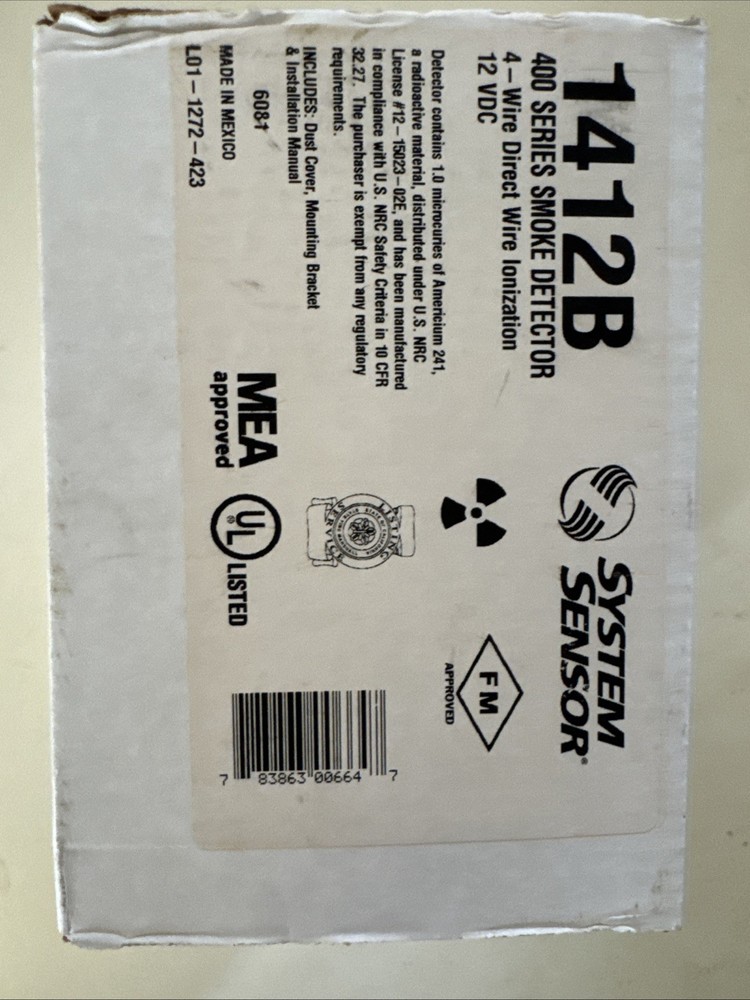 1412B
400 SERIES SMOKE DETECTOR
4 – Wire Direct Wire Ionization
12 VDC
Detector contains 1.0 microcuries of Americium 241,
a radioactive material, distributed under U.S. NRC
License #12 – 15023 – 02E, and has been manufactured
in compliance with U.S. NRC Safety Criteria in 10 CFR
32.27. The purchaser is exempt from any regulatory
requirements.
INCLUDES: Dust Cover, Mounting Bracket
& Installation Manual
6081
MADE IN MEXICO
L01 – 1272 – 423
SYSTEM
SENSOR®
FM
APPROVED
LISTING
SERVICE
MEA
approved
UL® LISTED
7 83863 00664 7